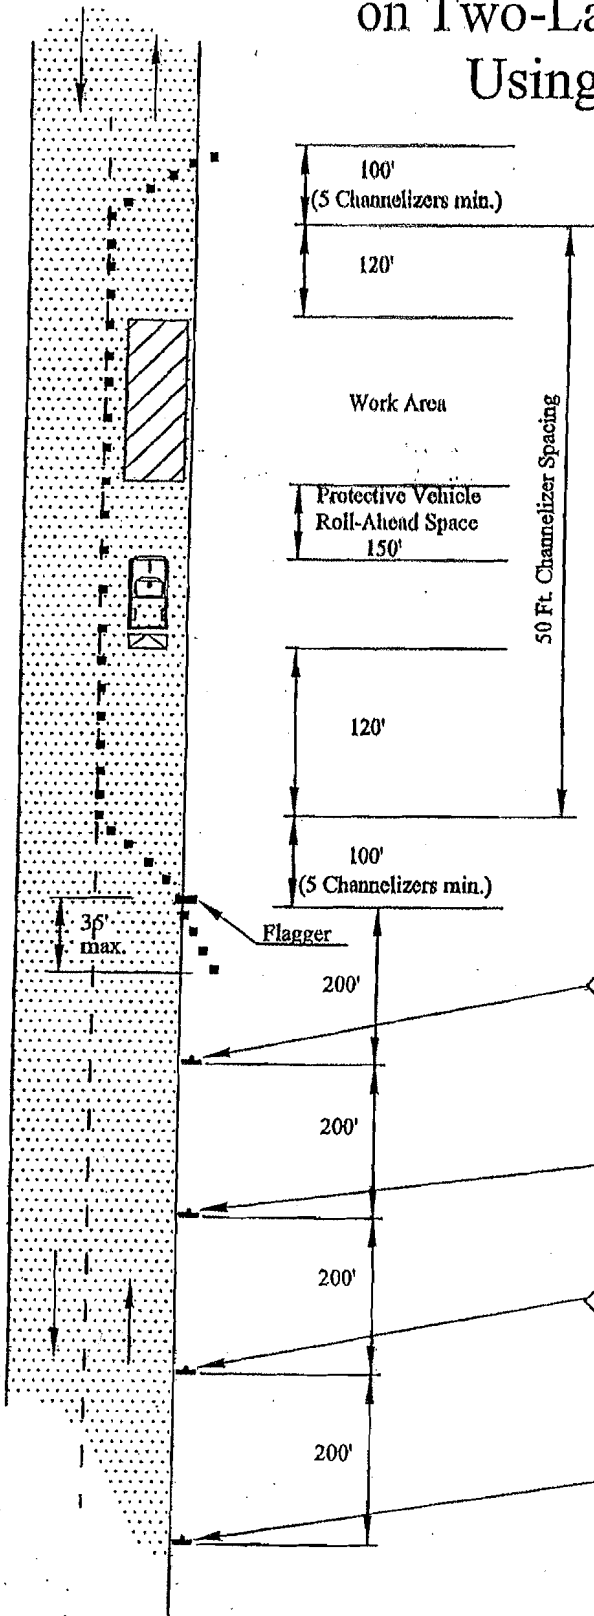 on Two-La
Using
100'
(5 Channelizers min.)
120'
Work Area
Protective Vehicle
Roll-Ahead Space
150'
50 Ft. Channelizer Spacing
120'
100'
(5 Channelizers min.)
36'
max.
Flagger
200'
200'
200'
200'